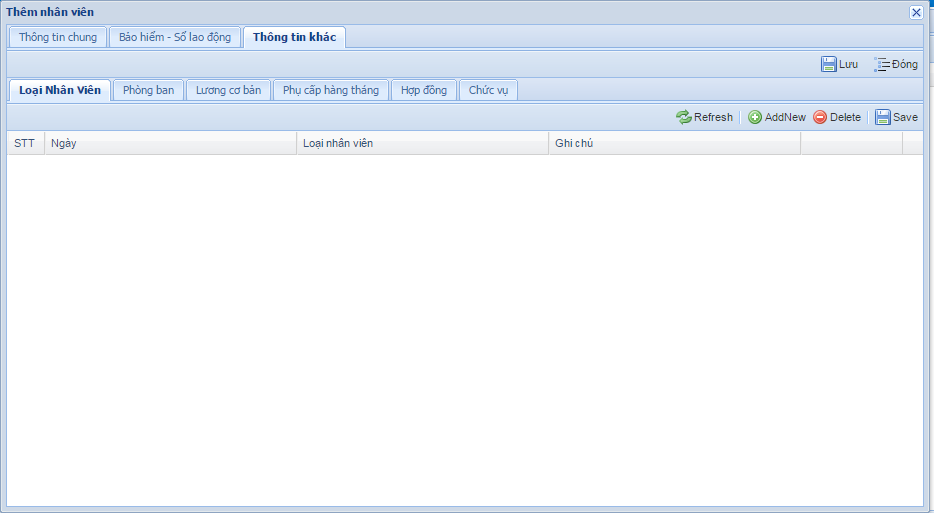 Thêm nhân viên
Thông tin chung Bảo hiểm - Sổ lao động Thông tin khác
Lưu Đóng
Loại Nhân Viên Phòng ban Lương cơ bản Phụ cấp hàng tháng Hợp đồng Chức vụ
Refresh AddNew Delete Save
STT Ngày Loại nhân viên Ghi chú